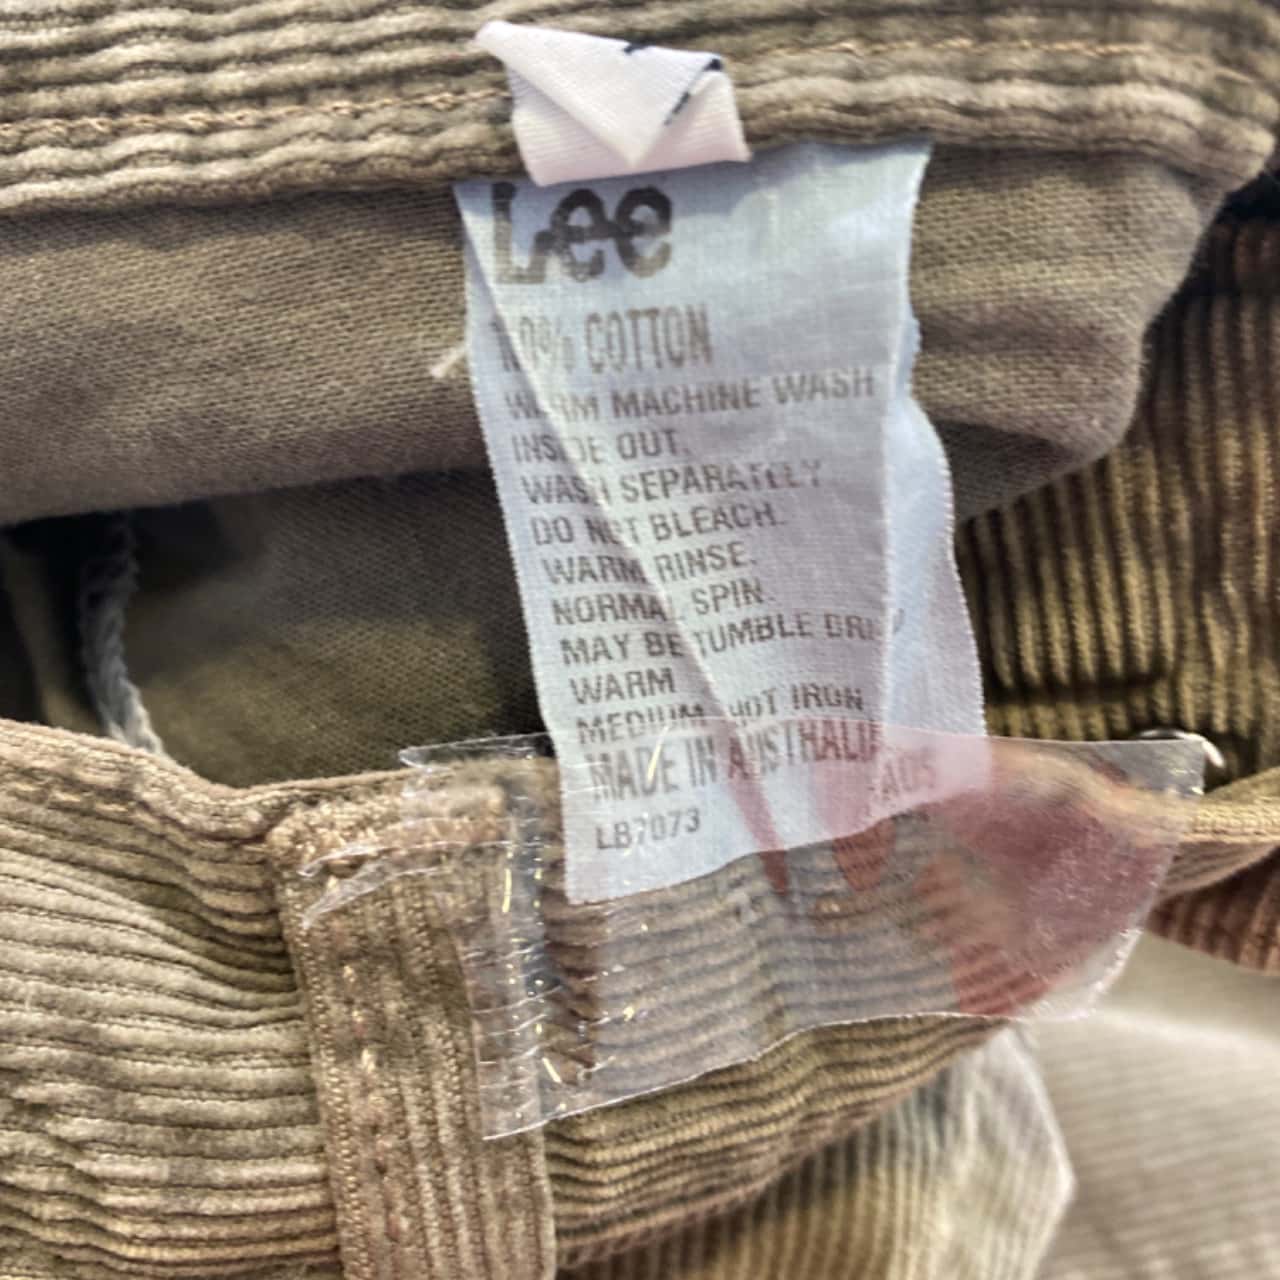 Lee
100% COTTON
WARM MACHINE WASH
INSIDE OUT.
WASH SEPARATELY
DO NOT BLEACH.
WARM RINSE.
NORMAL SPIN.
MAY BE TUMBLE DRIED
WARM
MEDIUM HOT IRON
MADE IN AUSTRALIA
LB7073